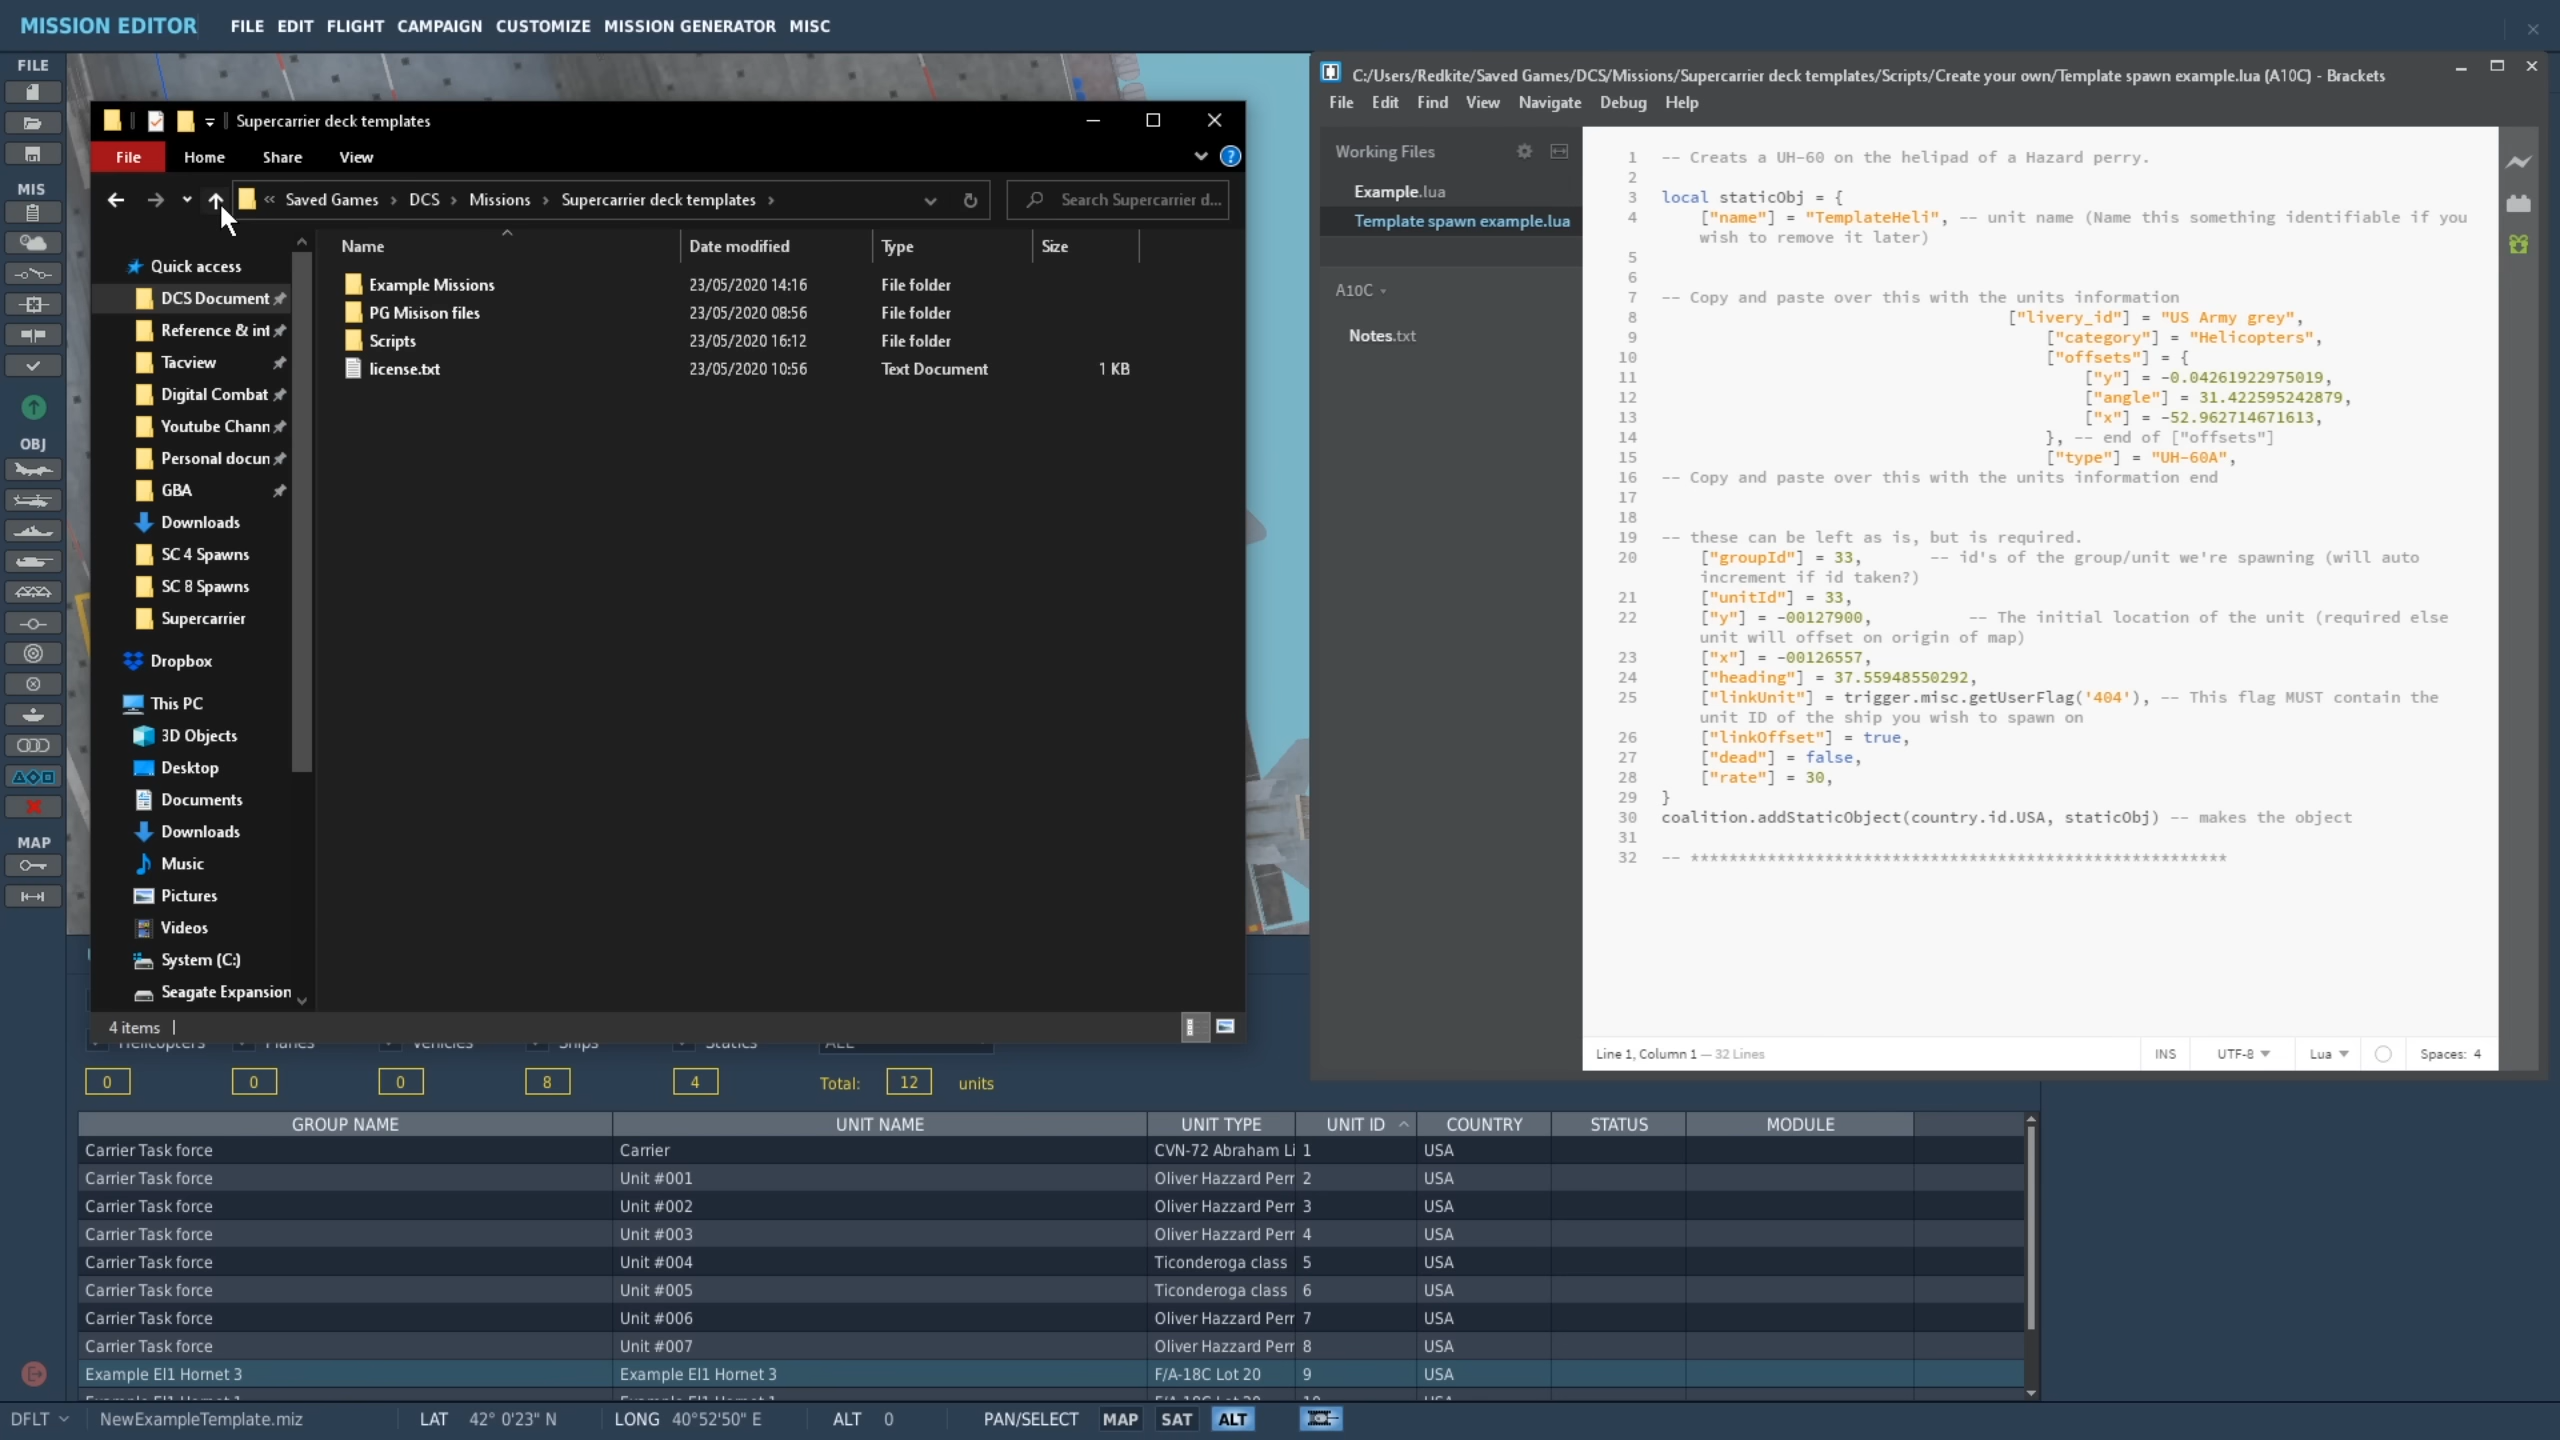 MISSION EDITOR
FILE EDIT FLIGHT CAMPAIGN CUSTOMIZE MISSION GENERATOR MISC
FILE
MIS
OBJ
MAP
Supercarrier deck templates
File Home Share View
« Saved Games › DCS › Missions › Supercarrier deck templates ›
Search Supercarrier d...
Name Date modified Type Size
Example Missions 23/05/2020 14:16 File folder
PG Misison files 23/05/2020 08:56 File folder
Scripts 23/05/2020 16:12 File folder
license.txt 23/05/2020 10:56 Text Document 1 KB
Quick access
DCS Document
Reference & int
Tacview
Digital Combat
Youtube Chann
Personal docun
GBA
Downloads
SC 4 Spawns
SC 8 Spawns
Supercarrier
Dropbox
This PC
3D Objects
Desktop
Documents
Downloads
Music
Pictures
Videos
System (C:)
Seagate Expansion
4 items
C:/Users/Redkite/Saved Games/DCS/Missions/Supercarrier deck templates/Scripts/Create your own/Template spawn example.lua (A10C) - Brackets
File Edit Find View Navigate Debug Help
Working Files
Example.lua
Template spawn example.lua
A10C
Notes.txt
1 -- Creats a UH-60 on the helipad of a Hazard perry.
2
3 local staticObj = {
4 ["name"] = "TemplateHeli", -- unit name (Name this something identifiable if you
wish to remove it later)
5
6
7 -- Copy and paste over this with the units information
8 ["livery_id"] = "US Army grey",
9 ["category"] = "Helicopters",
10 ["offsets"] = {
11 ["y"] = -0.04261922975019,
12 ["angle"] = 31.422595242879,
13 ["x"] = -52.962714671613,
14 }, -- end of ["offsets"]
15 ["type"] = "UH-60A",
16 -- Copy and paste over this with the units information end
17
18
19 -- these can be left as is, but is required.
20 ["groupId"] = 33, -- id's of the group/unit we're spawning (will auto
increment if id taken?)
21 ["unitId"] = 33,
22 ["y"] = -00127900, -- The initial location of the unit (required else
unit will offset on origin of map)
23 ["x"] = -00126557,
24 ["heading"] = 37.55948550292,
25 ["linkUnit"] = trigger.misc.getUserFlag('404'), -- This flag MUST contain the
unit ID of the ship you wish to spawn on
26 ["linkOffset"] = true,
27 ["dead"] = false,
28 ["rate"] = 30,
29 }
30 coalition.addStaticObject(country.id.USA, staticObj) -- makes the object
31
32 -- ********************************************************
Line 1, Column 1 — 32 Lines INS UTF-8 Lua Spaces: 4
Helicopters Planes Vehicles Ships Statics ALL
0 0 0 8 4 Total: 12 units
GROUP NAME UNIT NAME UNIT TYPE UNIT ID COUNTRY STATUS MODULE
Carrier Task force Carrier CVN-72 Abraham Li 1 USA
Carrier Task force Unit #001 Oliver Hazzard Perr 2 USA
Carrier Task force Unit #002 Oliver Hazzard Perr 3 USA
Carrier Task force Unit #003 Oliver Hazzard Perr 4 USA
Carrier Task force Unit #004 Ticonderoga class 5 USA
Carrier Task force Unit #005 Ticonderoga class 6 USA
Carrier Task force Unit #006 Oliver Hazzard Perr 7 USA
Carrier Task force Unit #007 Oliver Hazzard Perr 8 USA
Example El1 Hornet 3 Example El1 Hornet 3 F/A-18C Lot 20 9 USA
DFLT NewExampleTemplate.miz LAT 42° 0'23" N LONG 40°52'50" E ALT 0 PAN/SELECT MAP SAT ALT